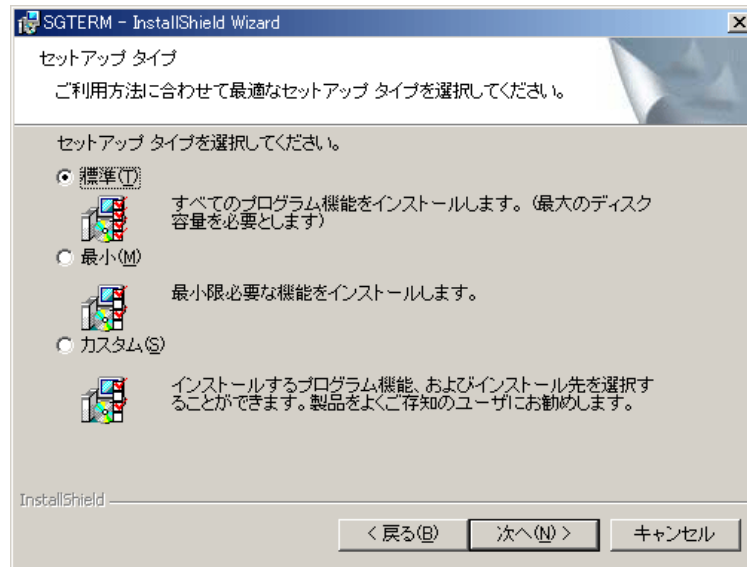 SGTERM - InstallShield Wizard
セットアップ タイプ
ご利用方法に合わせて最適なセットアップ タイプを選択してください。
セットアップ タイプを選択してください。
標準(T)
すべてのプログラム機能をインストールします。（最大のディスク
容量を必要とします）
最小(M)
最小限必要な機能をインストールします。
カスタム(S)
インストールするプログラム機能、およびインストール先を選択す
ることができます。製品をよくご存知のユーザにお勧めします。
InstallShield
< 戻る(B)
次へ(N) >
キャンセル